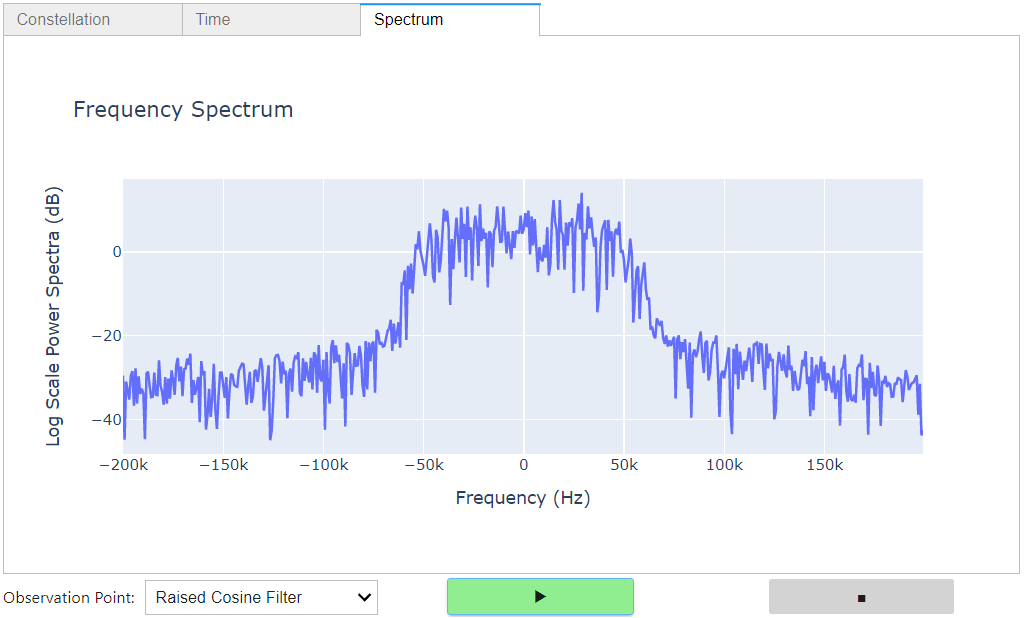 Constellation Time Spectrum
Frequency Spectrum
Log Scale Power Spectra (dB)
0
−20
−40
−200k −150k −100k −50k 0 50k 100k 150k
Frequency (Hz)
Observation Point: Raised Cosine Filter